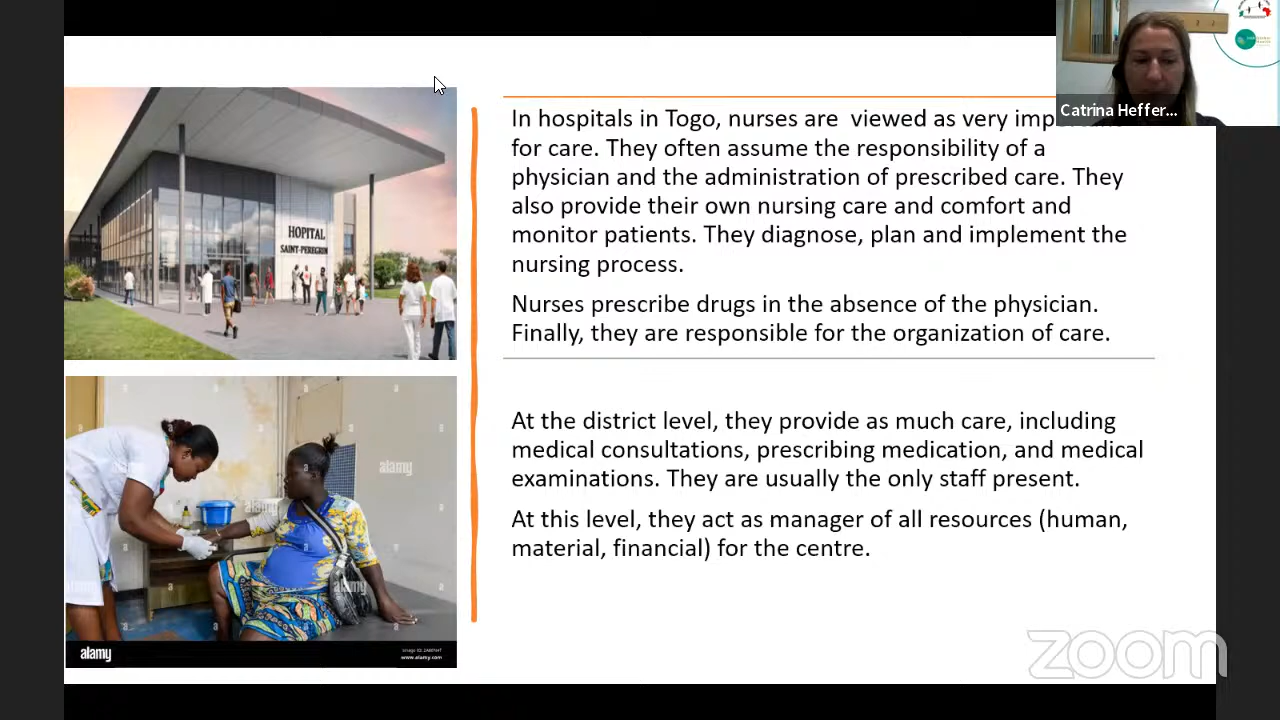 Catrina Heffer...
In hospitals in Togo, nurses are viewed as very
for care. They often assume the responsibility of a
physician and the administration of prescribed care. They
also provide their own nursing care and comfort and
monitor patients. They diagnose, plan and implement the
nursing process.
Nurses prescribe drugs in the absence of the physician.
Finally, they are responsible for the organization of care.
At the district level, they provide as much care, including
medical consultations, prescribing medication, and medical
examinations. They are usually the only staff present.
At this level, they act as manager of all resources (human,
material, financial) for the centre.
HOPITAL
SAINT-PEREGRIN
a a a
alamy
alamy
alamy
alamy
www.alamy.com
zoom